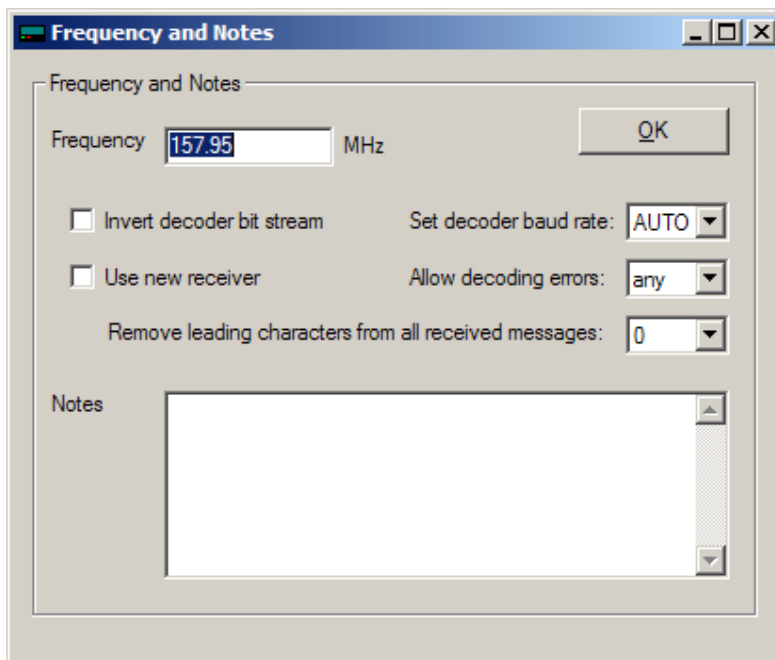 Frequency and Notes
Frequency and Notes
Frequency 157.95 MHz OK
Invert decoder bit stream Set decoder baud rate: AUTO
Use new receiver Allow decoding errors: any
Remove leading characters from all received messages: 0
Notes